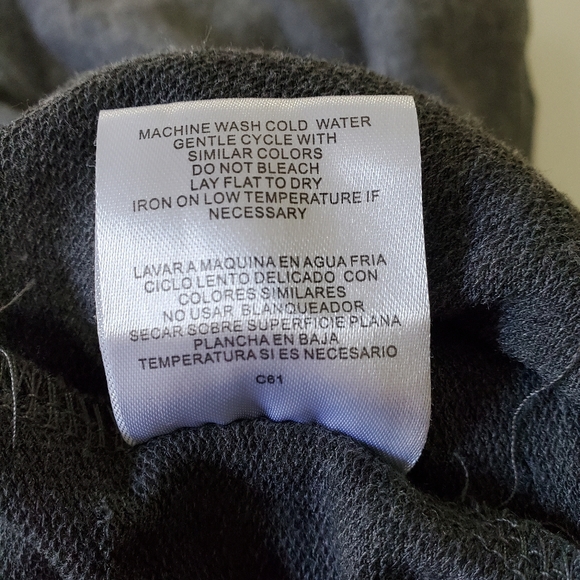 MACHINE WASH COLD WATER
GENTLE CYCLE WITH
SIMILAR COLORS
DO NOT BLEACH
LAY FLAT TO DRY
IRON ON LOW TEMPERATURE IF
NECESSARY
LAVAR A MAQUINA EN AGUA FRIA
CICLO LENTO DELICADO CON
COLORES SIMILARES
NO USAR BLANQUEADOR
SECAR SOBRE SUPERFICIE PLANA
PLANCHA EN BAJA
TEMPERATURA SI ES NECESARIO
C61